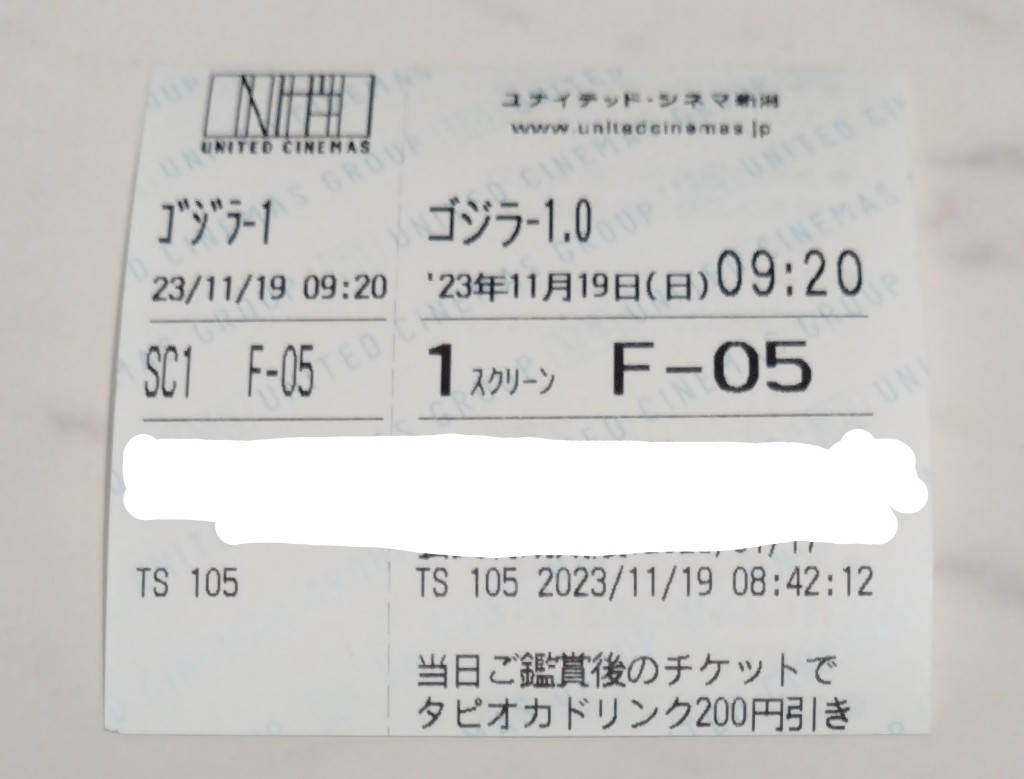 UNITED CINEMAS
ユナイテッド・シネマ新潟
www.unitedcinemas.jp
ｺﾞｼﾞﾗ-1
ゴジラ-1.0
23/11/19 09:20
'23年11月19日(日)09:20
SC1 F-05
1スクリーン F-05
TS 105
TS 105 2023/11/19 08:42:12
当日ご鑑賞後のチケットで
タピオカドリンク200円引き